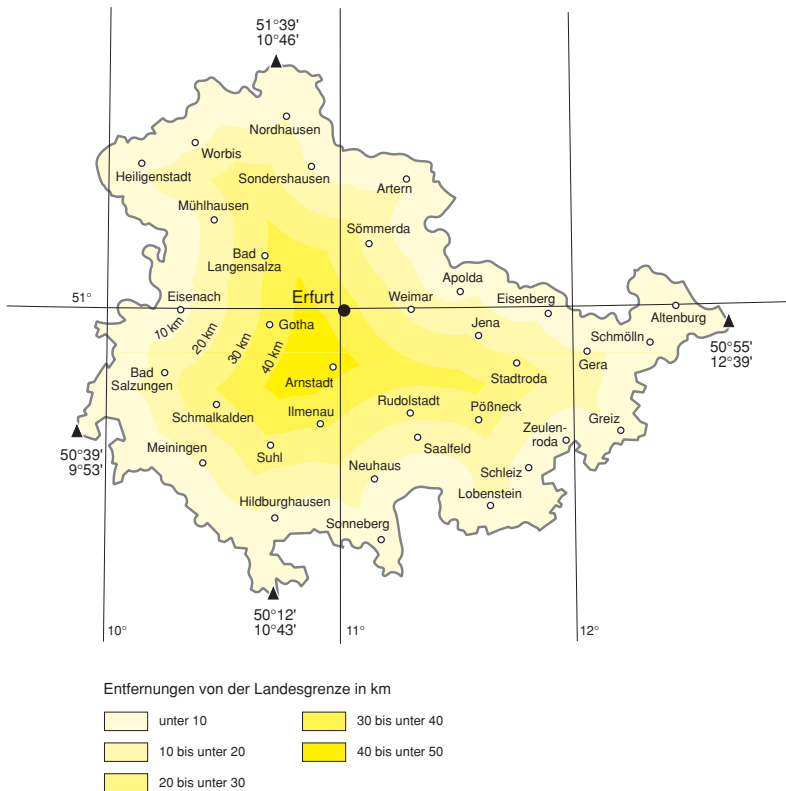 51°39'
10°46'
Nordhausen
Worbis
Heiligenstadt
Sondershausen
Artern
Mühlhausen
Sömmerda
Bad
Langensalza
Apolda
51°
Eisenach
Erfurt
Weimar
Eisenberg
Altenburg
10 km
20 km
30 km
40 km
Gotha
Jena
Schmölln
50°55'
12°39'
Gera
Bad
Salzungen
Arnstadt
Stadtroda
Schmalkalden
Ilmenau
Rudolstadt
Pößneck
Zeulen-
roda
Greiz
50°39'
9°53'
Meiningen
Suhl
Saalfeld
Neuhaus
Schleiz
Lobenstein
Hildburghausen
Sonneberg
50°12'
10°43'
10°
11°
12°
Entfernungen von der Landesgrenze in km
unter 10
30 bis unter 40
10 bis unter 20
40 bis unter 50
20 bis unter 30